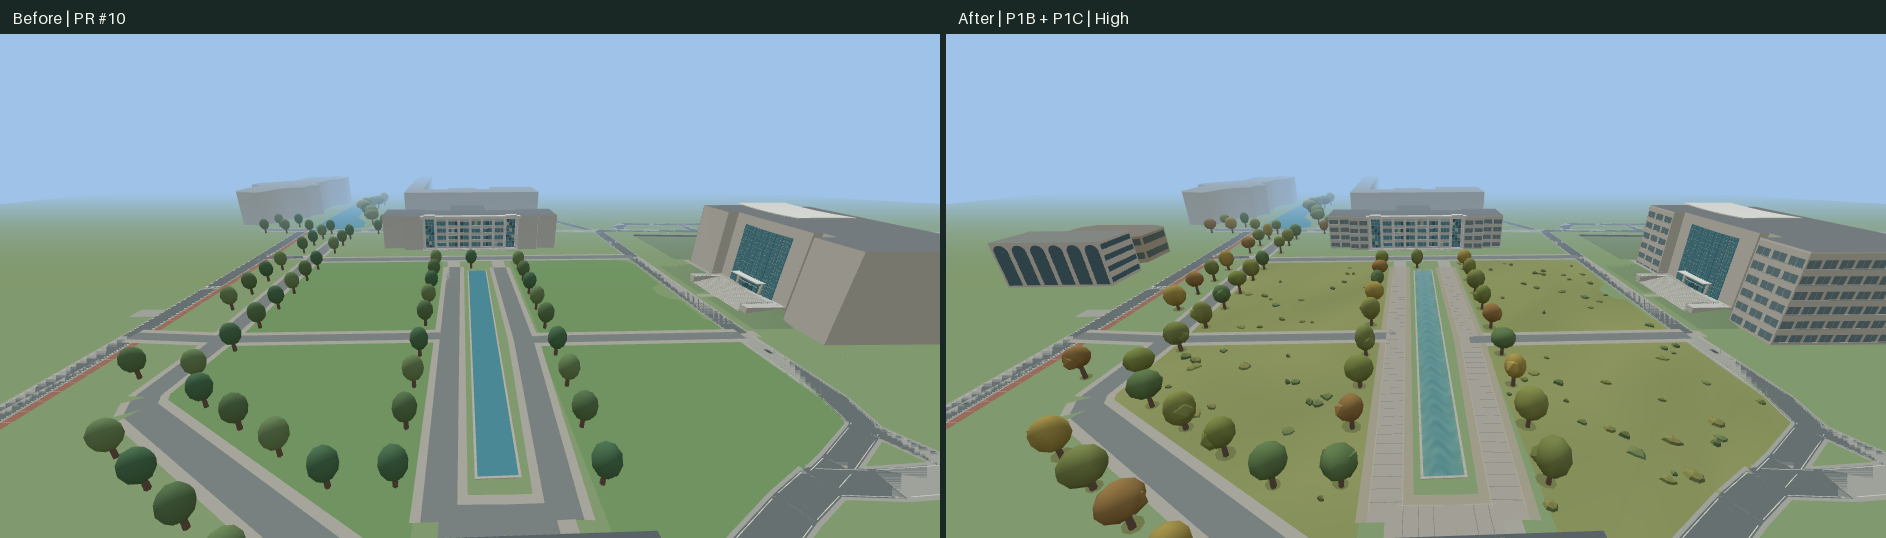 Before | PR #10
After | P1B + P1C | High